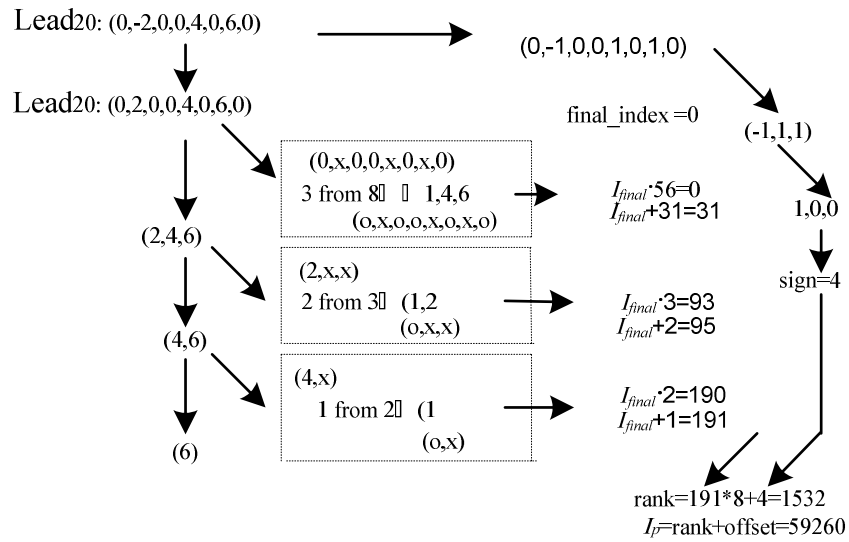 Lead20: (0,-2,0,0,4,0,6,0)
(0,-1,0,0,1,0,1,0)
Lead20: (0,2,0,0,4,0,6,0)
final_index =0
(-1,1,1)
(0,x,0,0,x,0,x,0)
3 from 8▯ ▯ 1,4,6
(o,x,o,o,x,o,x,o)
I_final·56=0
I_final+31=31
1,0,0
(2,4,6)
sign=4
(2,x,x)
2 from 3▯ (1,2
(o,x,x)
I_final·3=93
I_final+2=95
(4,6)
(4,x)
1 from 2▯ (1
(o,x)
I_final·2=190
I_final+1=191
(6)
rank=191*8+4=1532
I_p=rank+offset=59260